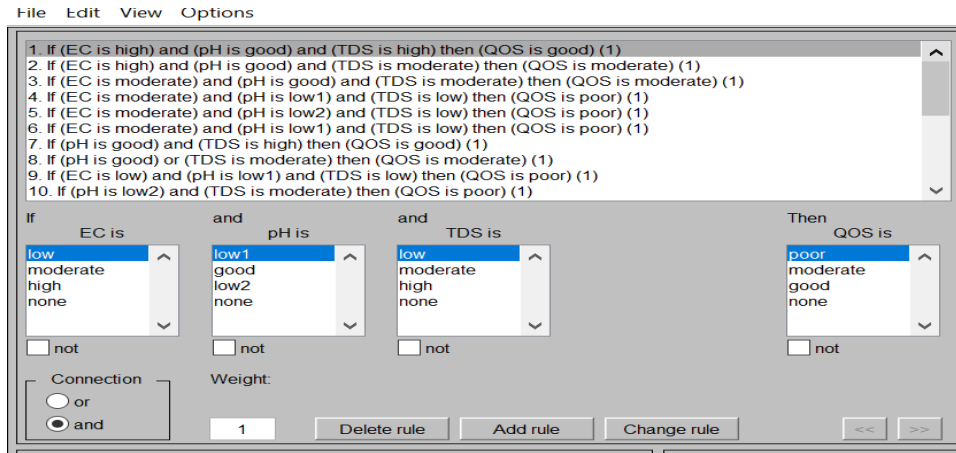 File Edit View Options
1. If (EC is high) and (pH is good) and (TDS is high) then (QOS is good) (1)
2. If (EC is high) and (pH is good) and (TDS is moderate) then (QOS is moderate) (1)
3. If (EC is moderate) and (pH is good) and (TDS is moderate) then (QOS is moderate) (1)
4. If (EC is moderate) and (pH is low1) and (TDS is low) then (QOS is poor) (1)
5. If (EC is moderate) and (pH is low2) and (TDS is low) then (QOS is poor) (1)
6. If (EC is moderate) and (pH is low1) and (TDS is low) then (QOS is poor) (1)
7. If (pH is good) and (TDS is high) then (QOS is good) (1)
8. If (pH is good) or (TDS is moderate) then (QOS is moderate) (1)
9. If (EC is low) and (pH is low1) and (TDS is low) then (QOS is poor) (1)
10. If (pH is low2) and (TDS is moderate) then (QOS is poor) (1)
If and and Then
EC is pH is TDS is QOS is
low low1 low poor
moderate good moderate moderate
high low2 high good
none none none none
not not not not
Connection Weight:
or
and 1 Delete rule Add rule Change rule << >>